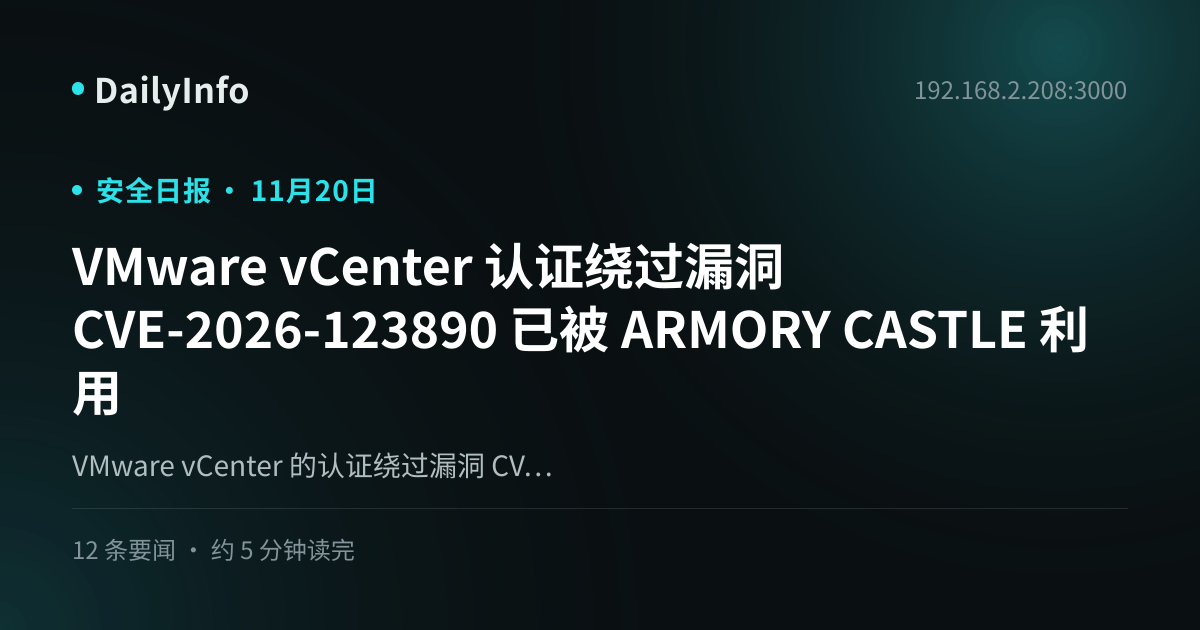 DailyInfo
192.168.2.208:3000
安全日报 · 11月20日
VMware vCenter 认证绕过漏洞
CVE-2026-123890 已被 ARMORY CASTLE 利
用
VMware vCenter 的认证绕过漏洞 CV…
12 条要闻 · 约 5 分钟读完